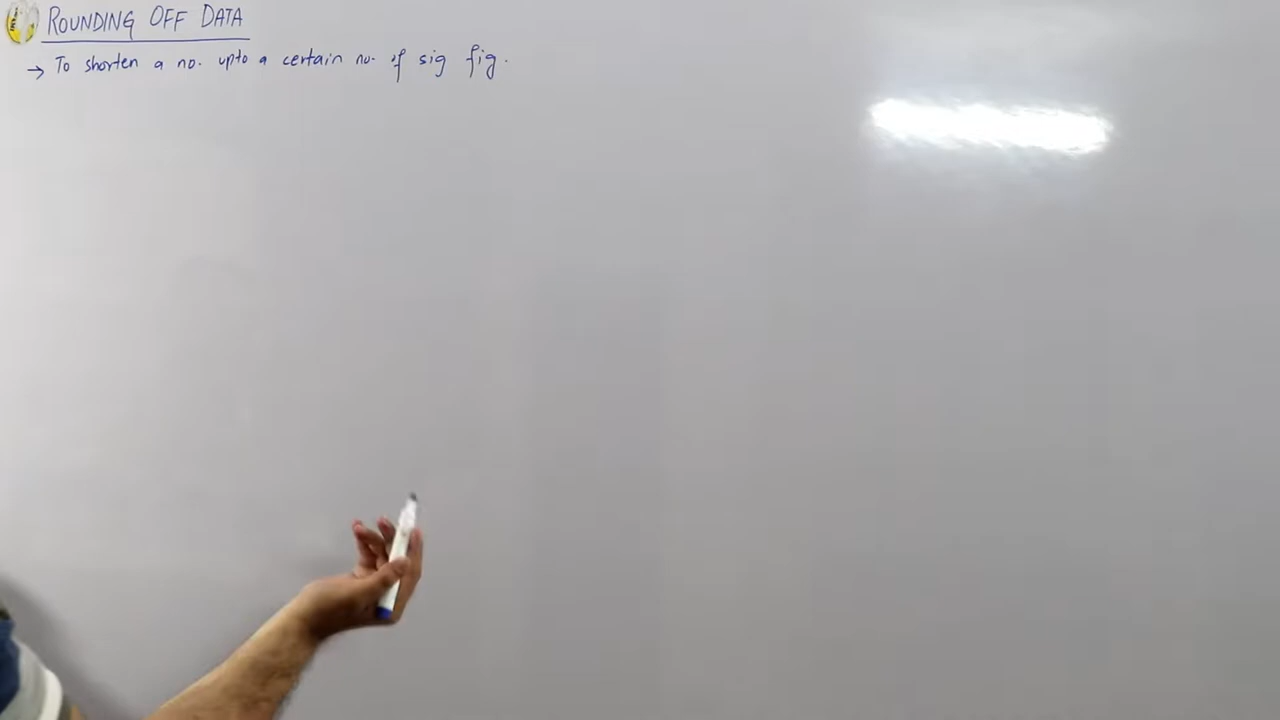 ROUNDING OFF DATA
→ To shorten a no. upto a certain no. of sig fig.